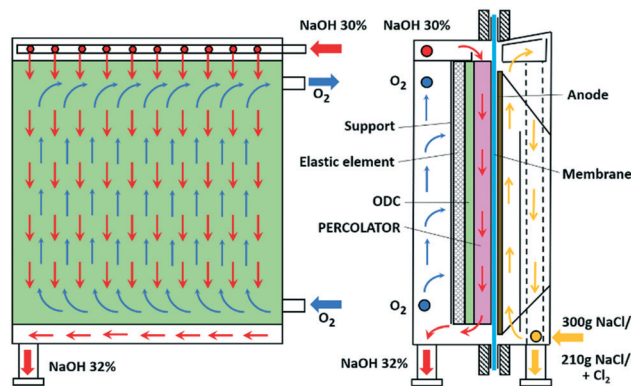 NaOH 30%
O₂
O₂
NaOH 32%
NaOH 30%
O₂
Support
Elastic element
ODC
PERCOLATOR
O₂
NaOH 32%
Anode
Membrane
300g NaCl/
210g NaCl/
+ Cl₂